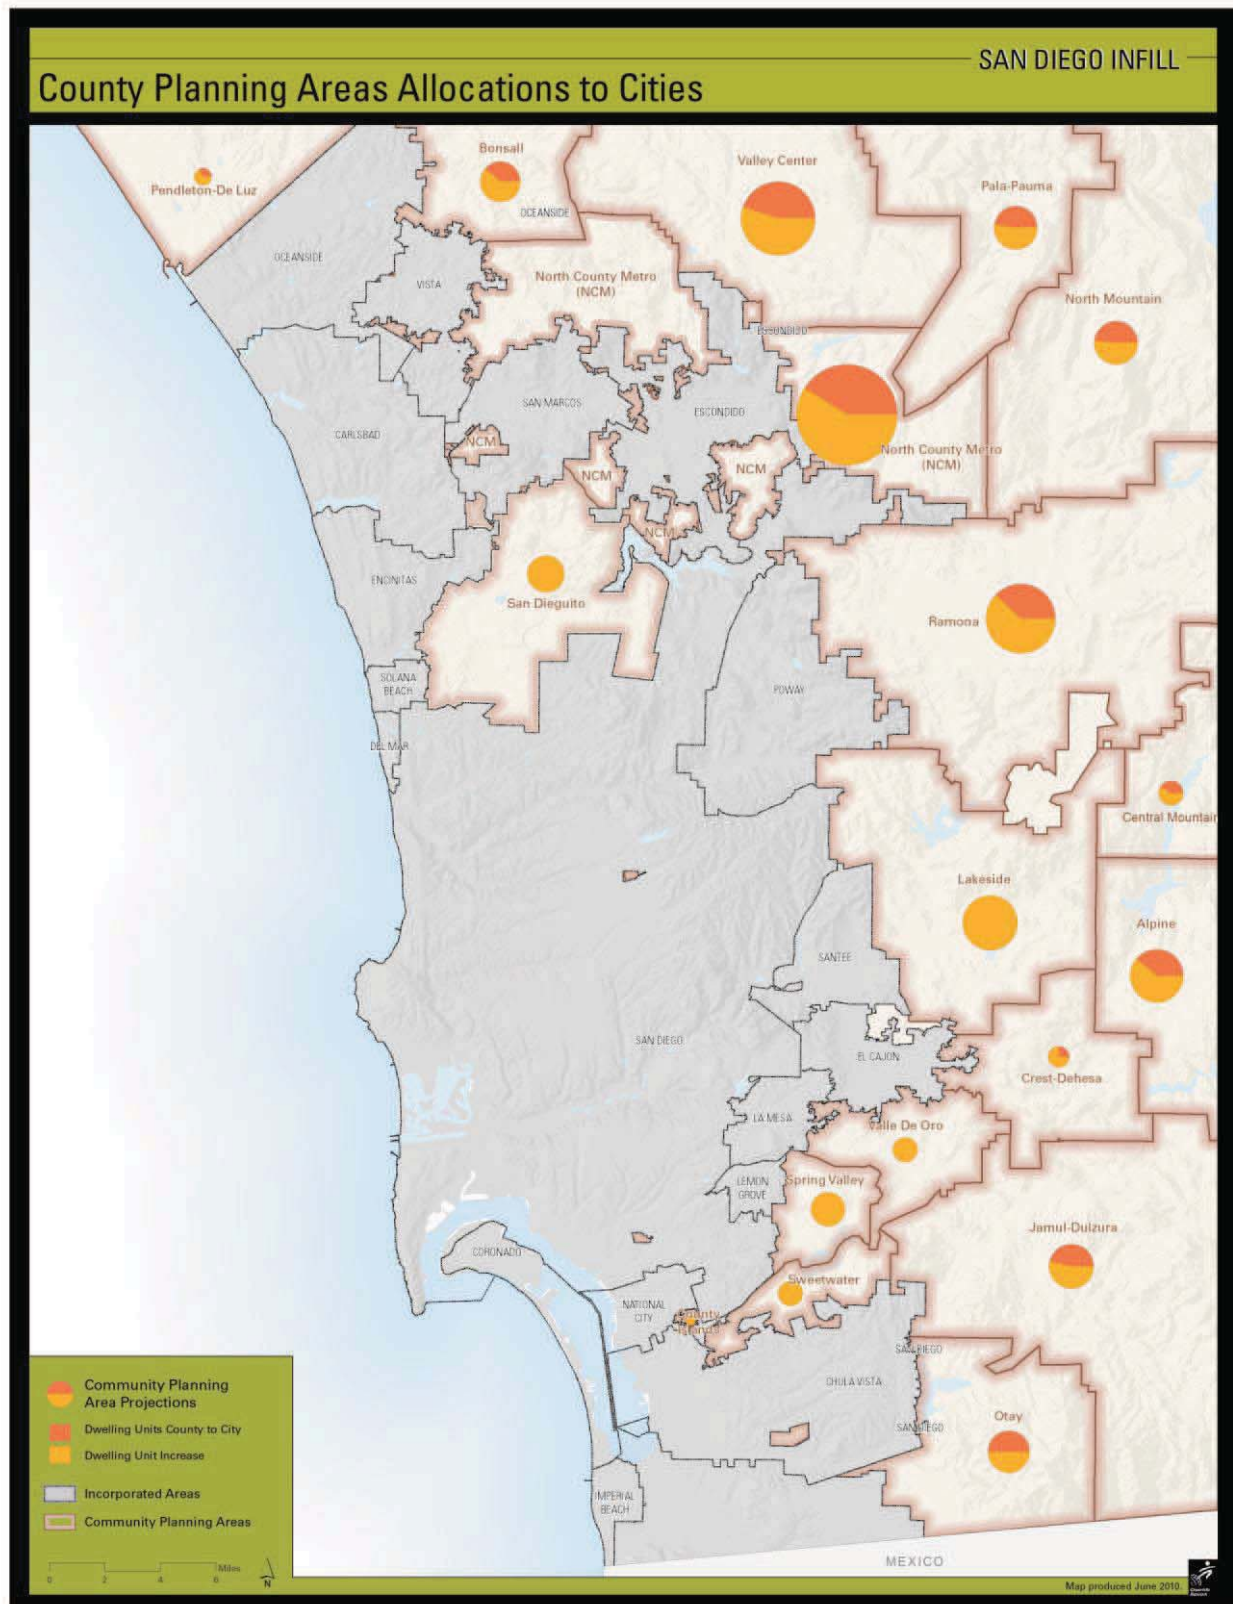 SAN DIEGO INFILL
County Planning Areas Allocations to Cities
Bonsall
Valley Center
Pala-Pauma
Pendleton-De Luz
OCEANSIDE
OCEANSIDE
VISTA
North County Metro
(NCM)
North Mountain
ESCONDIDO
SAN MARCOS
ESCONDIDO
CARLSBAD
NCM
North County Metro
(NCM)
NCM
NCM
NCM
ENCINITAS
San Dieguito
Ramona
SOLANA
BEACH
POWAY
DEL MAR
Central Mountain
Lakeside
Alpine
SANTEE
SAN DIEGO
EL CAJON
Crest-Dehesa
LA MESA
Valle De Oro
LEMON
GROVE
Spring Valley
Jamul-Dulzura
CORONADO
Sweetwater
NATIONAL
CITY
County
Islands
SAN DIEGO
CHULA VISTA
Otay
SAN DIEGO
IMPERIAL
BEACH
MEXICO
Community Planning
Area Projections
Dwelling Units County to City
Dwelling Unit Increase
Incorporated Areas
Community Planning Areas
Miles
0 2 4 6
N
Map produced June 2010.